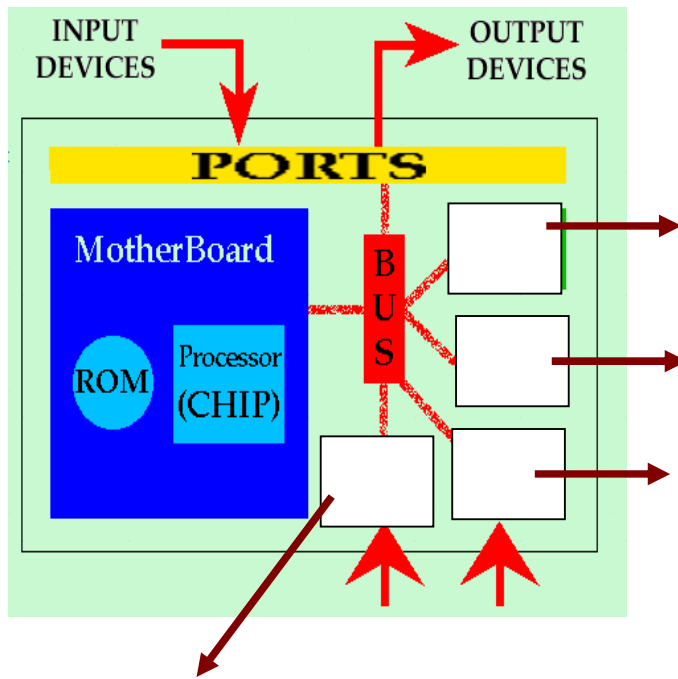 INPUT
DEVICES
OUTPUT
DEVICES
PORTS
MotherBoard
B
U
S
ROM
Processor
(CHIP)